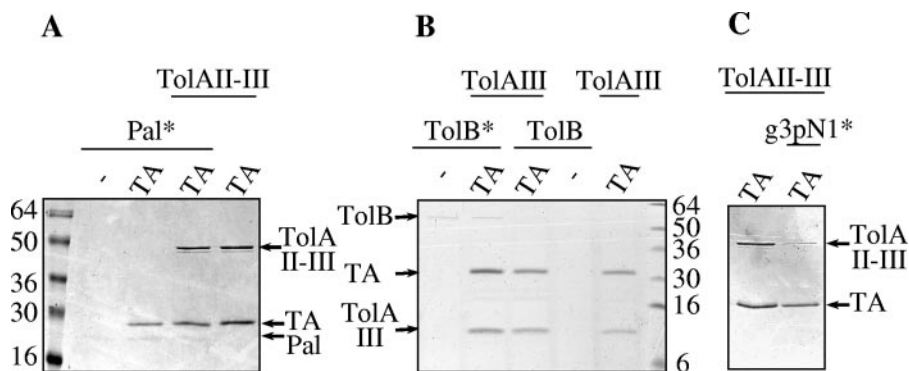 A
TolAII-III
Pal*
- TA TA TA
64
50
36
30
16
TolA
II-III
TA
Pal
B
TolAIII TolAIII
TolB* TolB
- TA TA - TA
TolB
TA
TolA
III
64
50
36
30
16
6
C
TolAII-III
g3pN1*
TA TA
TolA
II-III
TA